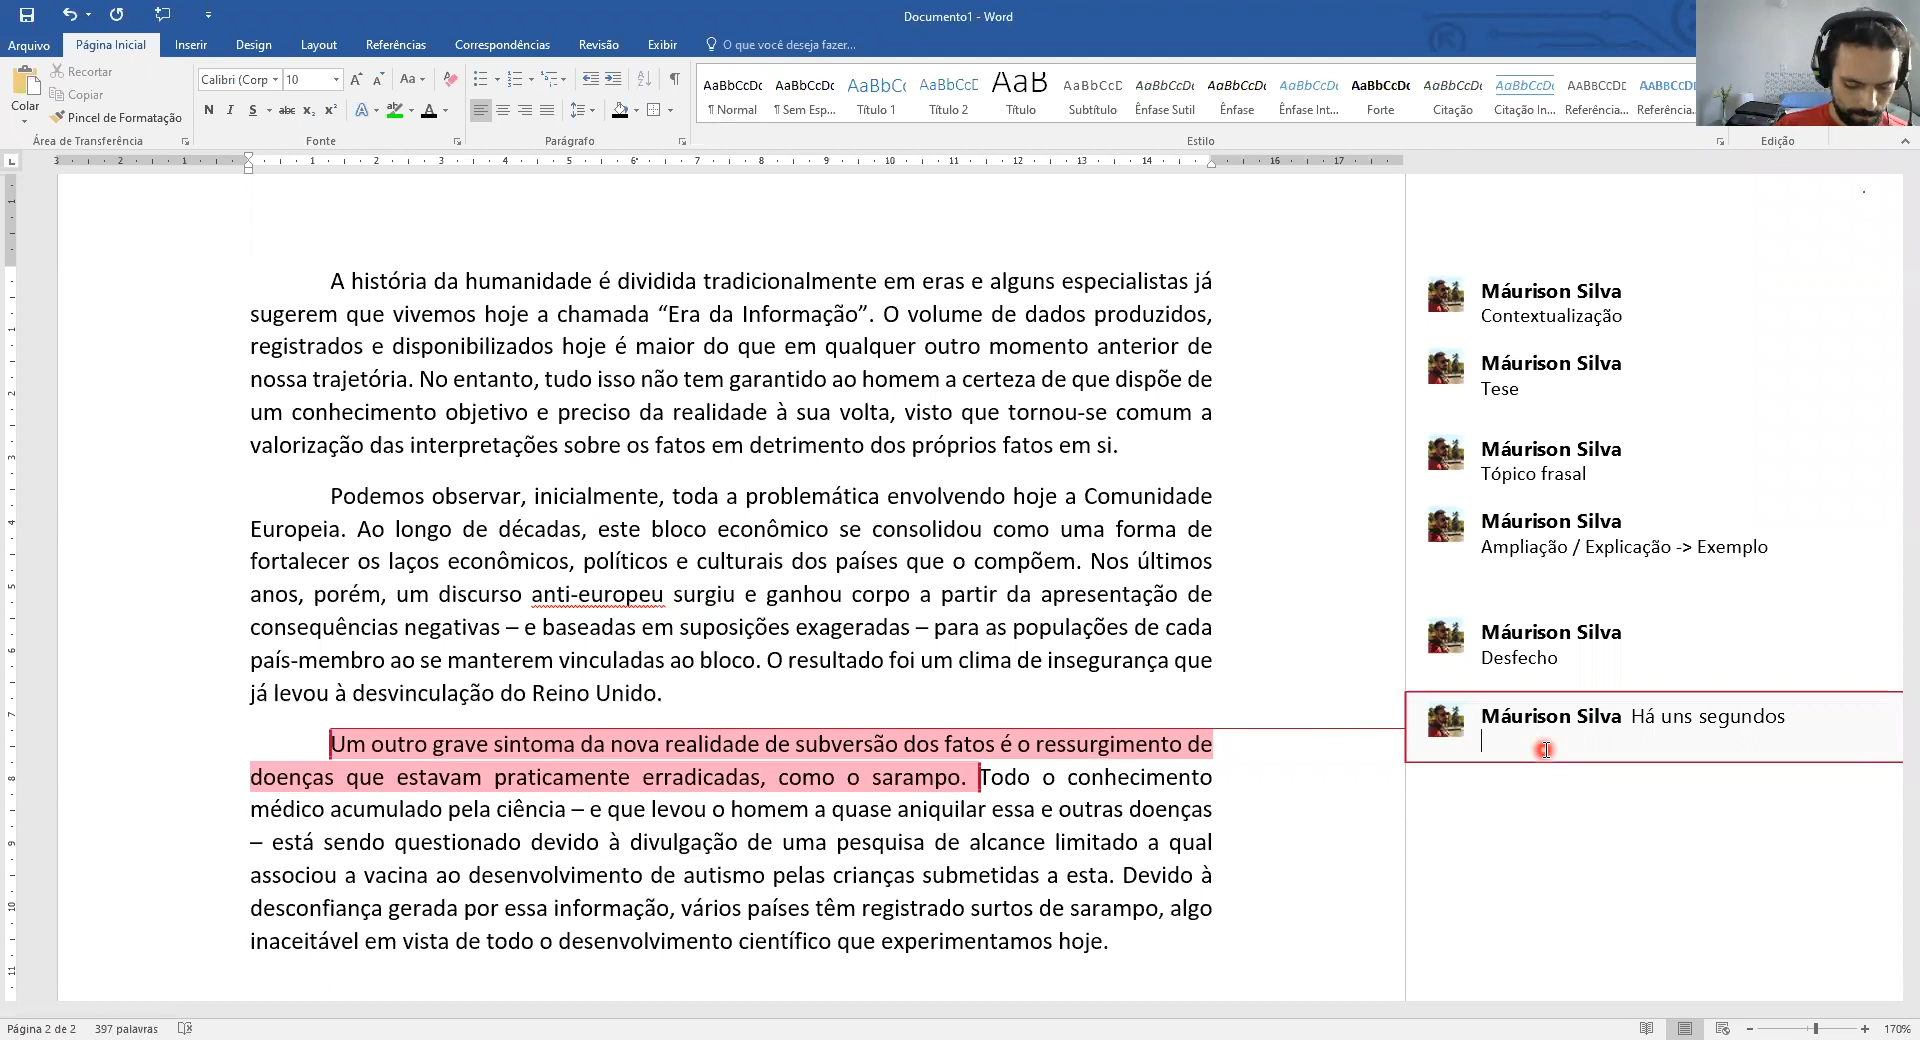 Documento1 - Word
Arquivo
Página Inicial
Inserir
Design
Layout
Referências
Correspondências
Revisão
Exibir
O que você deseja fazer...
Colar
Recortar
Copiar
Pincel de Formatação
Área de Transferência
Calibri (Corp
10
Fonte
Parágrafo
AaBbCcDc
¶ Normal
AaBbCcDc
¶ Sem Esp...
AaBbCc
Título 1
AaBbCcD
Título 2
AaB
Título
AaBbCcD
Subtítulo
AaBbCcDc
Ênfase Sutil
AaBbCcDc
Ênfase
AaBbCcDc
Ênfase Int...
AaBbCcDc
Forte
AaBbCcDc
Citação
AaBbCcDc
Citação In...
AaBbCcDc
Referência...
AaBbCcDc
Referência...
Estilo
Edição
A história da humanidade é dividida tradicionalmente em eras e alguns especialistas já
sugerem que vivemos hoje a chamada “Era da Informação”. O volume de dados produzidos,
registrados e disponibilizados hoje é maior do que em qualquer outro momento anterior de
nossa trajetória. No entanto, tudo isso não tem garantido ao homem a certeza de que dispõe de
um conhecimento objetivo e preciso da realidade à sua volta, visto que tornou-se comum a
valorização das interpretações sobre os fatos em detrimento dos próprios fatos em si.
Podemos observar, inicialmente, toda a problemática envolvendo hoje a Comunidade
Europeia. Ao longo de décadas, este bloco econômico se consolidou como uma forma de
fortalecer os laços econômicos, políticos e culturais dos países que o compõem. Nos últimos
anos, porém, um discurso anti-europeu surgiu e ganhou corpo a partir da apresentação de
consequências negativas – e baseadas em suposições exageradas – para as populações de cada
país-membro ao se manterem vinculadas ao bloco. O resultado foi um clima de insegurança que
já levou à desvinculação do Reino Unido.
Um outro grave sintoma da nova realidade de subversão dos fatos é o ressurgimento de
doenças que estavam praticamente erradicadas, como o sarampo. Todo o conhecimento
médico acumulado pela ciência – e que levou o homem a quase aniquilar essa e outras doenças
– está sendo questionado devido à divulgação de uma pesquisa de alcance limitado a qual
associou a vacina ao desenvolvimento de autismo pelas crianças submetidas a esta. Devido à
desconfiança gerada por essa informação, vários países têm registrado surtos de sarampo, algo
inaceitável em vista de todo o desenvolvimento científico que experimentamos hoje.
Máurison Silva
Contextualização
Máurison Silva
Tese
Máurison Silva
Tópico frasal
Máurison Silva
Ampliação / Explicação -> Exemplo
Máurison Silva
Desfecho
Máurison Silva Há uns segundos
Página 2 de 2
397 palavras
170%